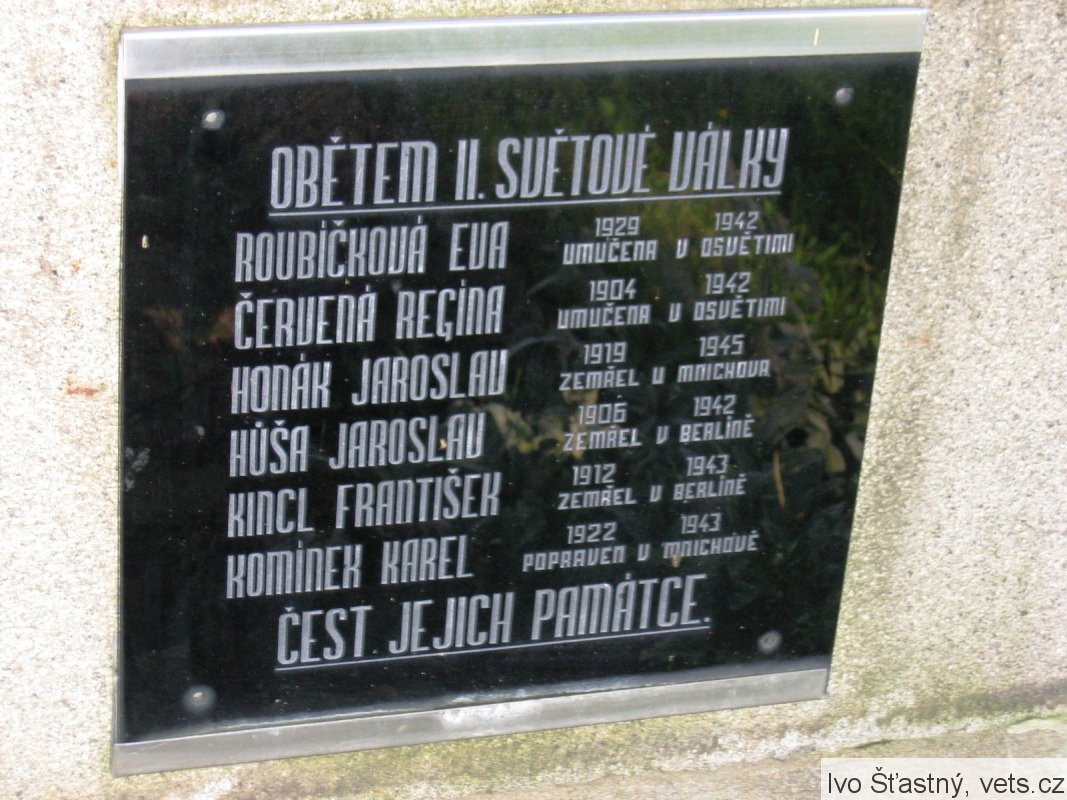 OBĚTEM II. SVĚTOVÉ VÁLKY
ROUBÍČKOVÁ EVA 1929 1942
UMUČENA V OSVĚTIMI
ČERVENÁ REGÍNA 1904 1942
UMUČENA V OSVĚTIMI
HONÁK JAROSLAV 1919 1945
ZEMŘEL U MNICHOVA
HŮŠA JAROSLAV 1906 1942
ZEMŘEL V BERLÍNĚ
KINCL FRANTIŠEK 1912 1943
ZEMŘEL V BERLÍNĚ
KOMÍNEK KAREL 1922 1943
POPRAVEN V MNICHOVĚ
ČEST JEJICH PAMÁTCE.
Ivo Šťastný, vets.cz